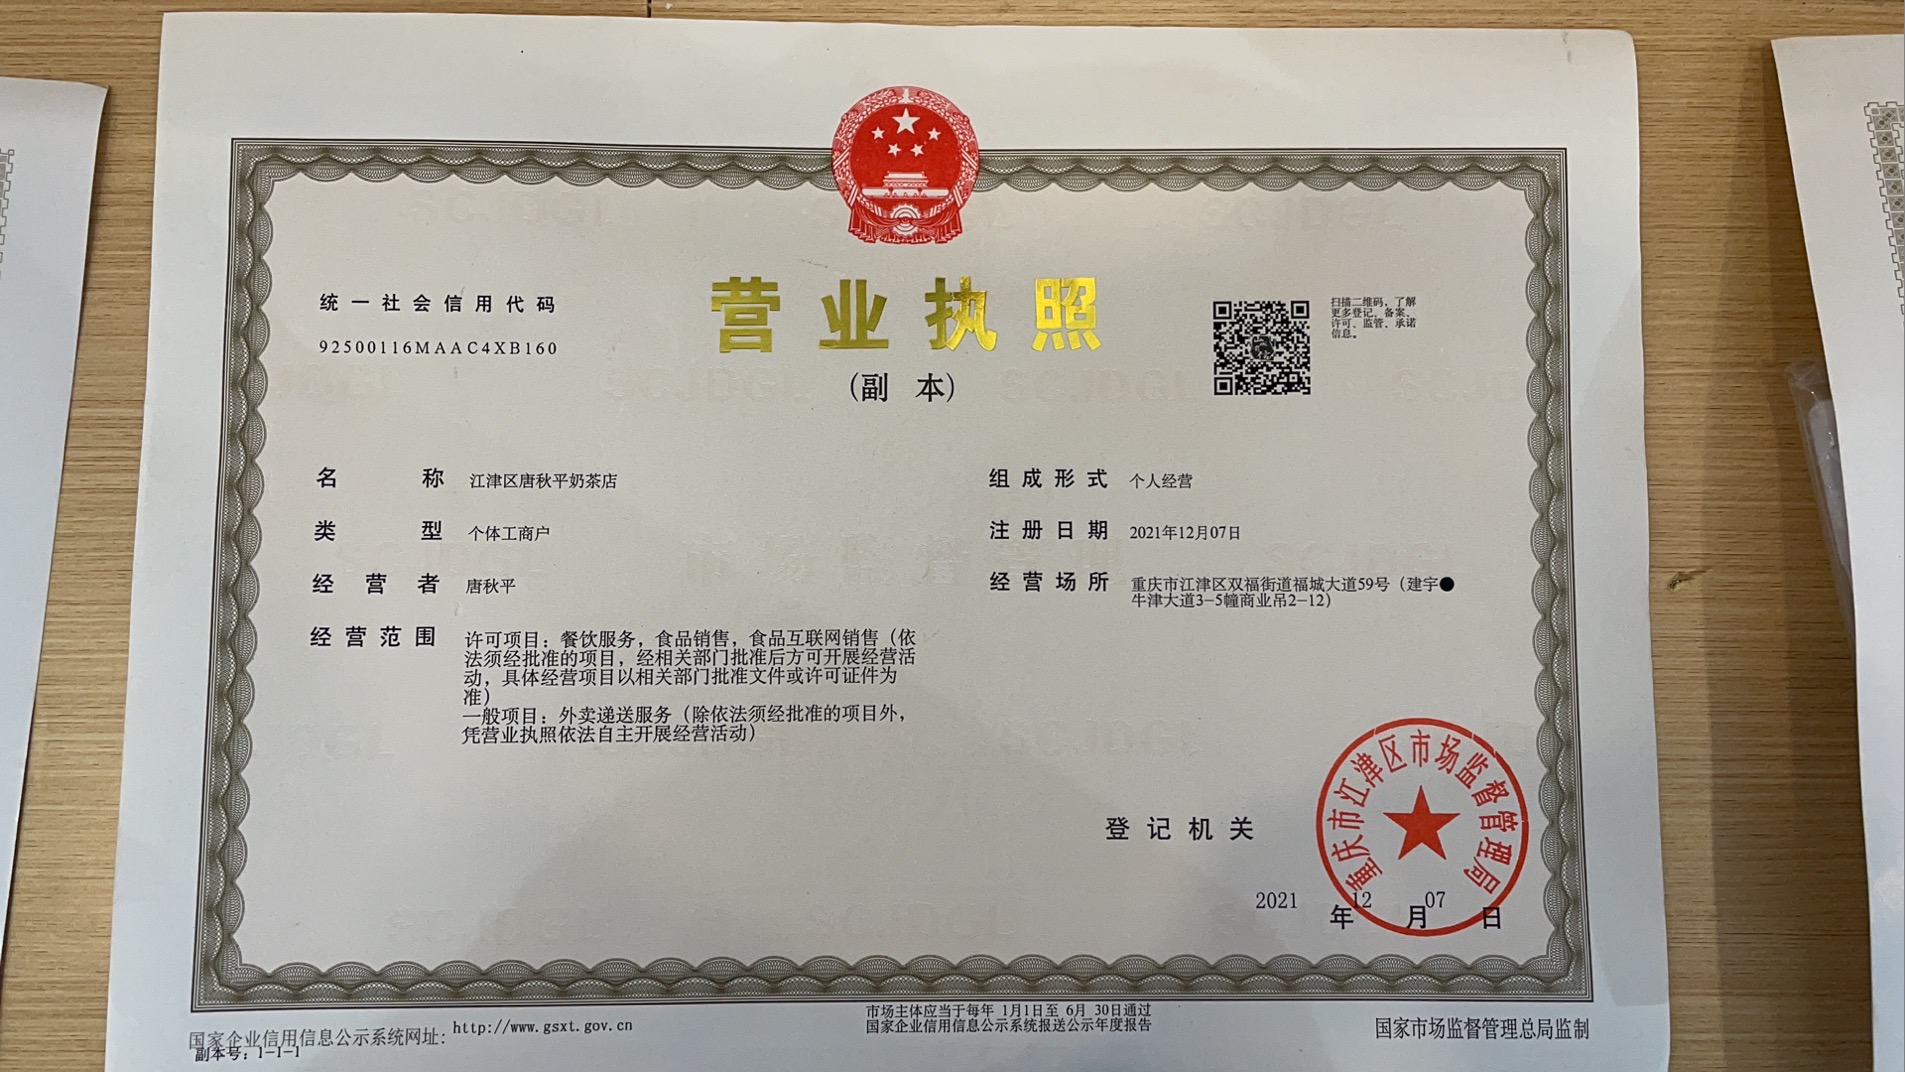 统一社会信用代码
92500116MAAC4XB160
营业执照
（副 本）
扫描二维码，了解
更多登记、备案、
许可、监管、承诺
信息。
名称 江津区唐秋平奶茶店
类型 个体工商户
经营者 唐秋平
经营范围 许可项目：餐饮服务，食品销售，食品互联网销售（依
法须经批准的项目，经相关部门批准后方可开展经营活
动，具体经营项目以相关部门批准文件或许可证件为
准）
一般项目：外卖递送服务（除依法须经批准的项目外，
凭营业执照依法自主开展经营活动）
组成形式 个人经营
注册日期 2021年12月07日
经营场所 重庆市江津区双福街道福城大道59号（建宇●
牛津大道3-5幢商业吊2-12）
登记机关
重庆市江津区市场监督管理局
2021年12月07日
国家企业信用信息公示系统网址：http://www.gsxt.gov.cn
副本号：1-1-1
市场主体应当于每年 1月1日至 6月 30日通过
国家企业信用信息公示系统报送公示年度报告
国家市场监督管理总局监制